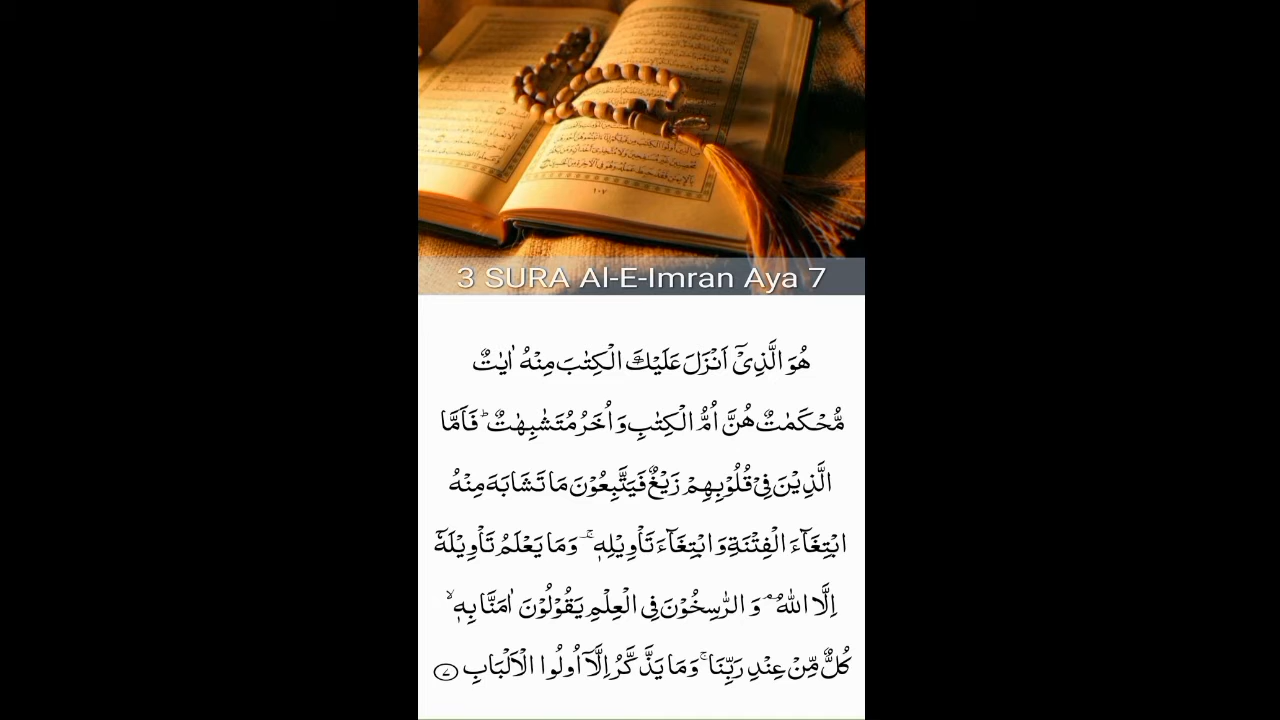 3 SURA Al-E-Imran Aya 7
هُوَ الَّذِیْۤ اَنْزَلَ عَلَیْكَ الْكِتٰبَ مِنْهُ اٰیٰتٌ
مُّحْكَمٰتٌ هُنَّ اُمُّ الْكِتٰبِ وَ اُخَرُ مُتَشٰبِهٰتٌ ؕ فَاَمَّا
الَّذِیْنَ فِیْ قُلُوْبِهِمْ زَیْغٌ فَیَتَّبِعُوْنَ مَا تَشَابَهَ مِنْهُ
ابْتِغَآءَ الْفِتْنَةِ وَ ابْتِغَآءَ تَاْوِیْلِهٖ ۚ وَ مَا یَعْلَمُ تَاْوِیْلَهٗۤ
اِلَّا اللّٰهُ ۘؔ وَ الرّٰسِخُوْنَ فِی الْعِلْمِ یَقُوْلُوْنَ اٰمَنَّا بِهٖ ۙ
كُلٌّ مِّنْ عِنْدِ رَبِّنَا ۚ وَ مَا یَذَّكَّرُ اِلَّاۤ اُولُوا الْاَلْبَابِ ﴿۷﴾